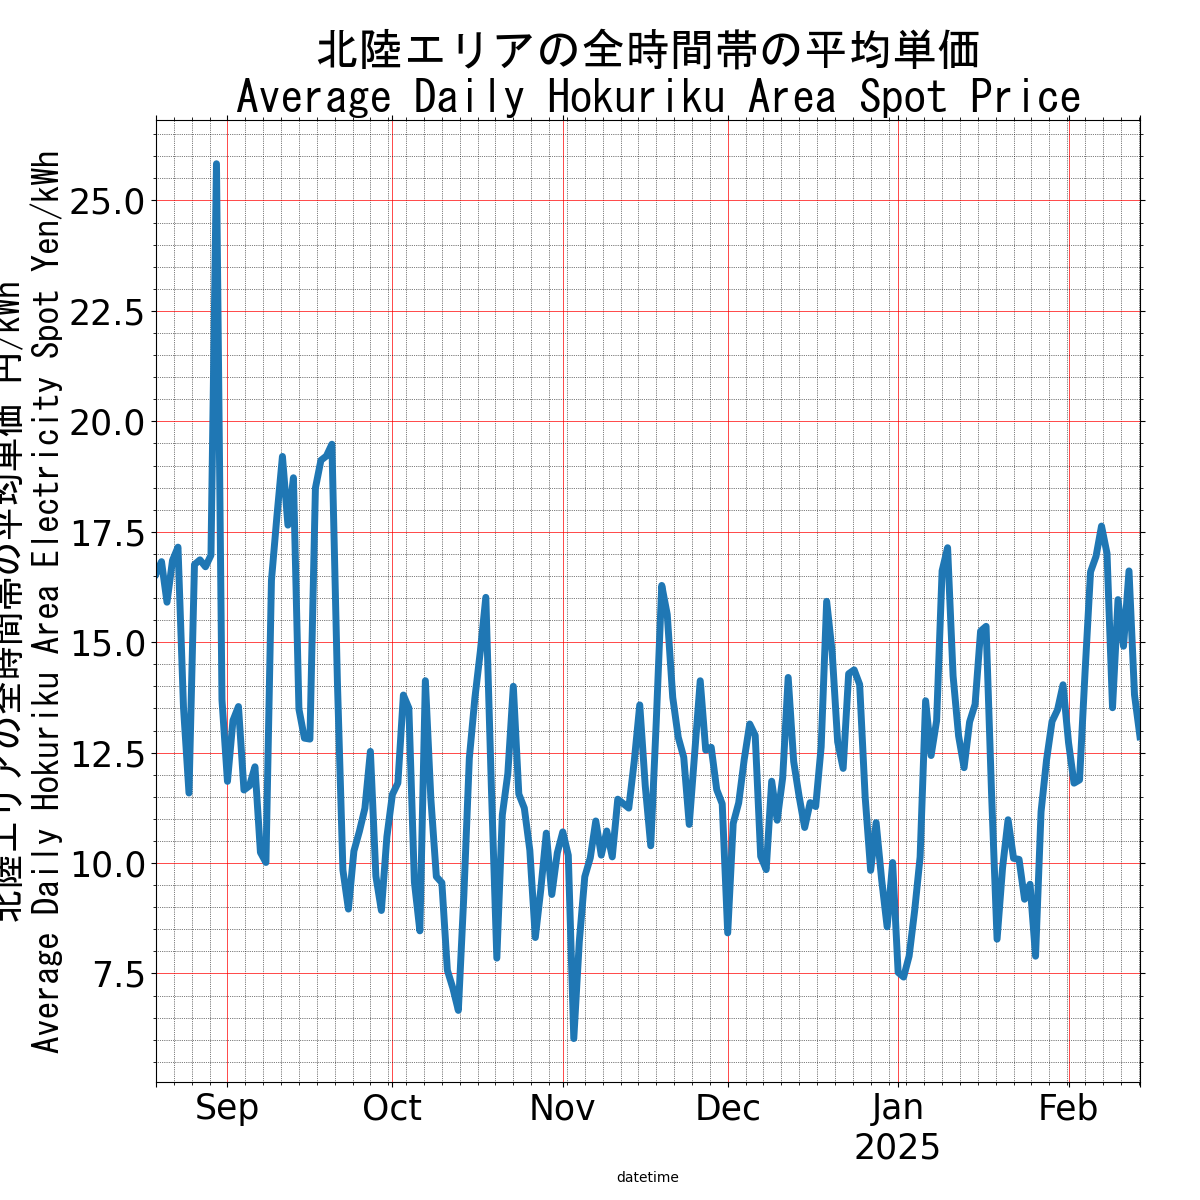 北陸エリアの全時間帯の平均単価
Average Daily Hokuriku Area Spot Price
北陸エリアの全時間帯の平均単価 円/kWh
Average Daily Hokuriku Area Electricity Spot Yen/kWh
25.0
22.5
20.0
17.5
15.0
12.5
10.0
7.5
Sep
Oct
Nov
Dec
Jan
2025
Feb
datetime